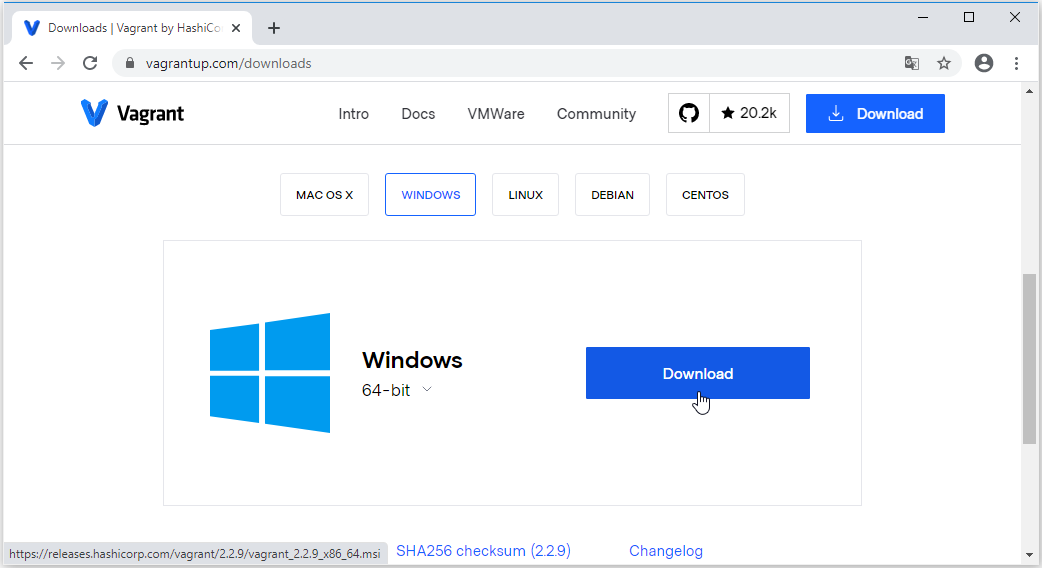 Downloads | Vagrant by HashiCo
vagrantup.com/downloads
Vagrant
Intro
Docs
VMWare
Community
20.2k
Download
MAC OS X
WINDOWS
LINUX
DEBIAN
CENTOS
Windows
64-bit
Download
https://releases.hashicorp.com/vagrant/2.2.9/vagrant_2.2.9_x86_64.msi
SHA256 checksum (2.2.9)
Changelog